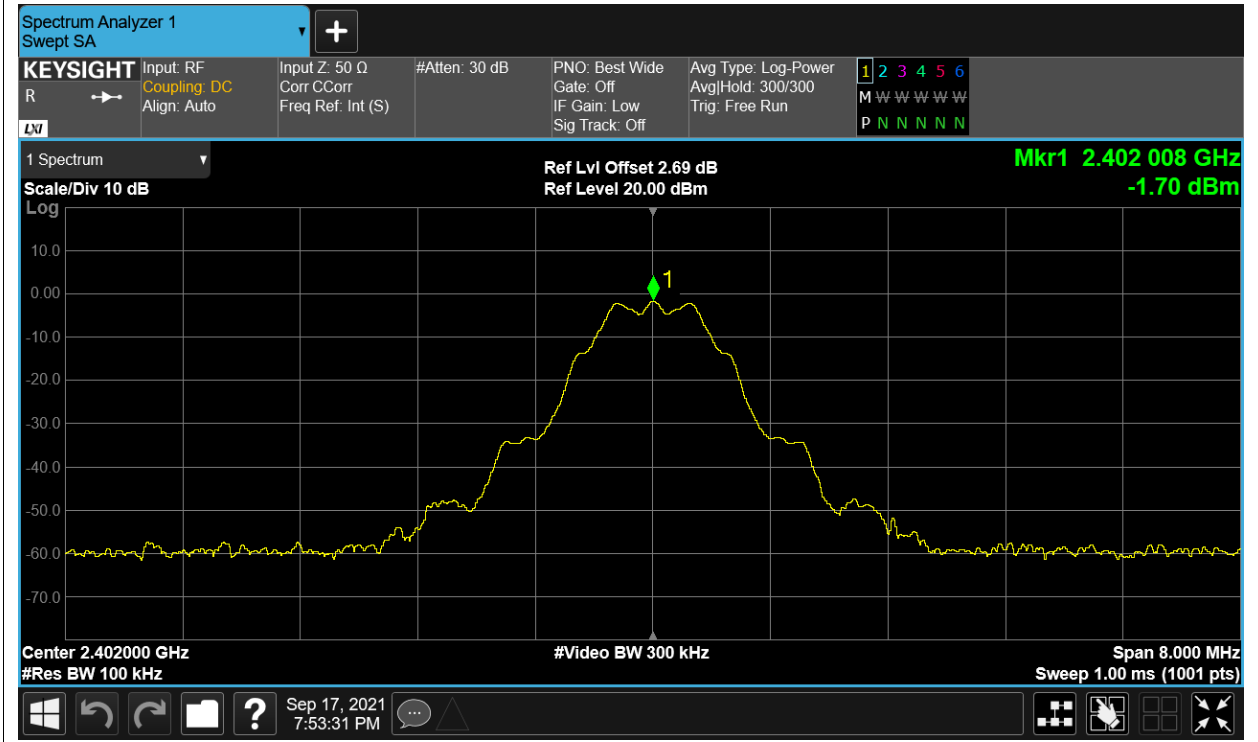 Spectrum Analyzer 1
Swept SA
KEYSIGHT
R
LXI
Input: RF
Coupling: DC
Align: Auto
Input Z: 50 Ω
Corr CCorr
Freq Ref: Int (S)
#Atten: 30 dB
PNO: Best Wide
Gate: Off
IF Gain: Low
Sig Track: Off
Avg Type: Log-Power
Avg|Hold: 300/300
Trig: Free Run
1 2 3 4 5 6
M W W W W W
P N N N N N
1 Spectrum
Scale/Div 10 dB
Log
Ref Lvl Offset 2.69 dB
Ref Level 20.00 dBm
Mkr1 2.402 008 GHz
-1.70 dBm
1
10.0
0.00
-10.0
-20.0
-30.0
-40.0
-50.0
-60.0
-70.0
Center 2.402000 GHz
#Res BW 100 kHz
#Video BW 300 kHz
Span 8.000 MHz
Sweep 1.00 ms (1001 pts)
?
Sep 17, 2021
7:53:31 PM